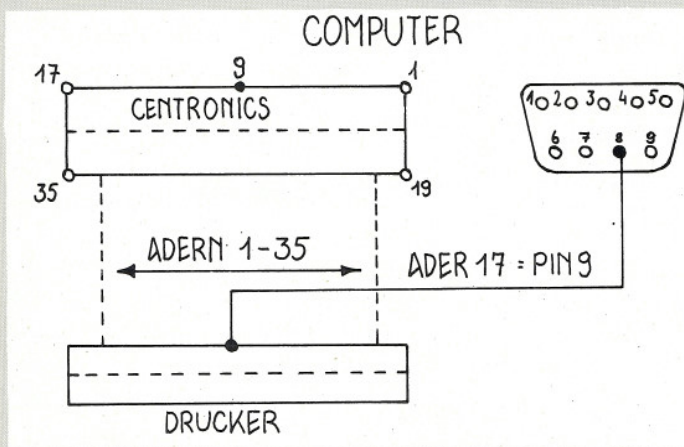 COMPUTER
17 9 1
CENTRONICS
35 19
1 2 3 4 5
6 7 8 9
ADERN 1-35
ADER 17 = PIN 9
DRUCKER